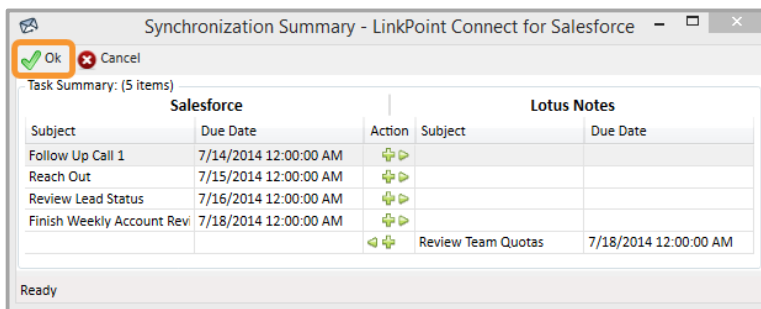 Synchronization Summary - LinkPoint Connect for Salesforce
Ok Cancel
Task Summary: (5 items)
Salesforce Lotus Notes
Subject Due Date Action Subject Due Date
Follow Up Call 1 7/14/2014 12:00:00 AM
Reach Out 7/15/2014 12:00:00 AM
Review Lead Status 7/16/2014 12:00:00 AM
Finish Weekly Account Revi 7/18/2014 12:00:00 AM
Review Team Quotas 7/18/2014 12:00:00 AM
Ready